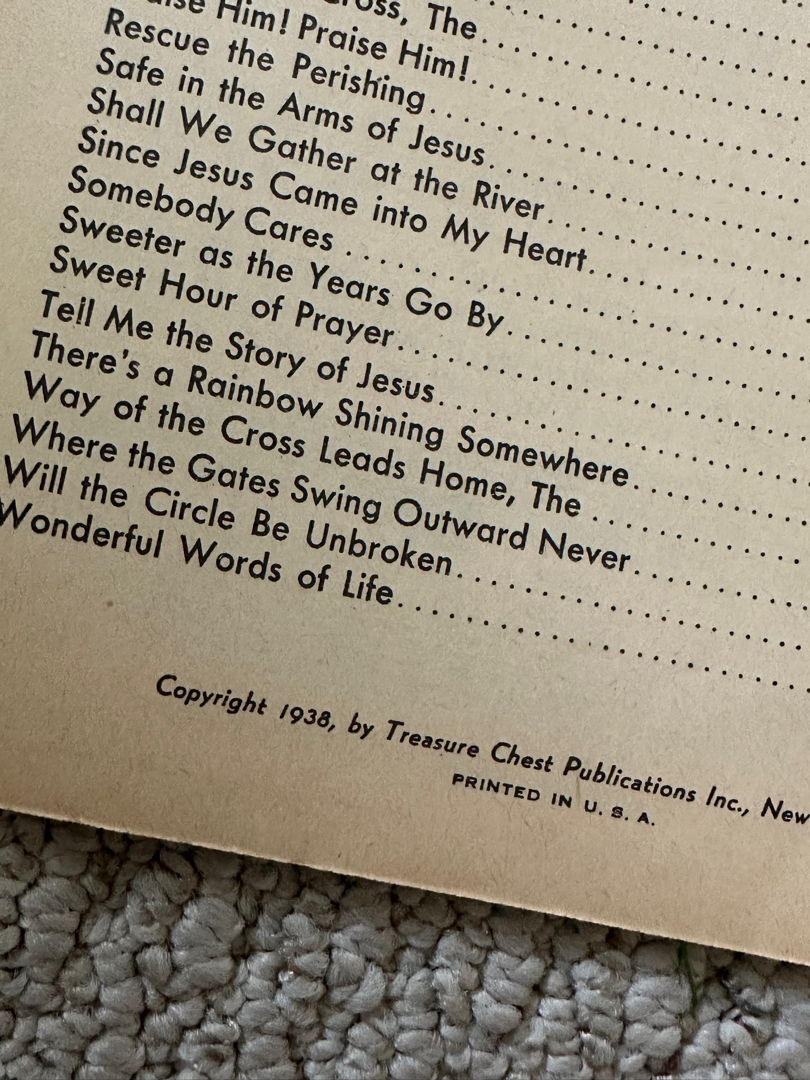 The..............
Him! Praise Him!..............
Rescue the Perishing..............
Safe in the Arms of Jesus..............
Shall We Gather at the River..............
Since Jesus Came into My Heart..............
Somebody Cares ..............
Sweeter as the Years Go By..............
Sweet Hour of Prayer..............
Tell Me the Story of Jesus..............
There's a Rainbow Shining Somewhere..............
Way of the Cross Leads Home, The ..............
Where the Gates Swing Outward Never..............
Will the Circle Be Unbroken..............
Wonderful Words of Life..............
Copyright 1938, by Treasure Chest Publications Inc., New
PRINTED IN U. S. A.